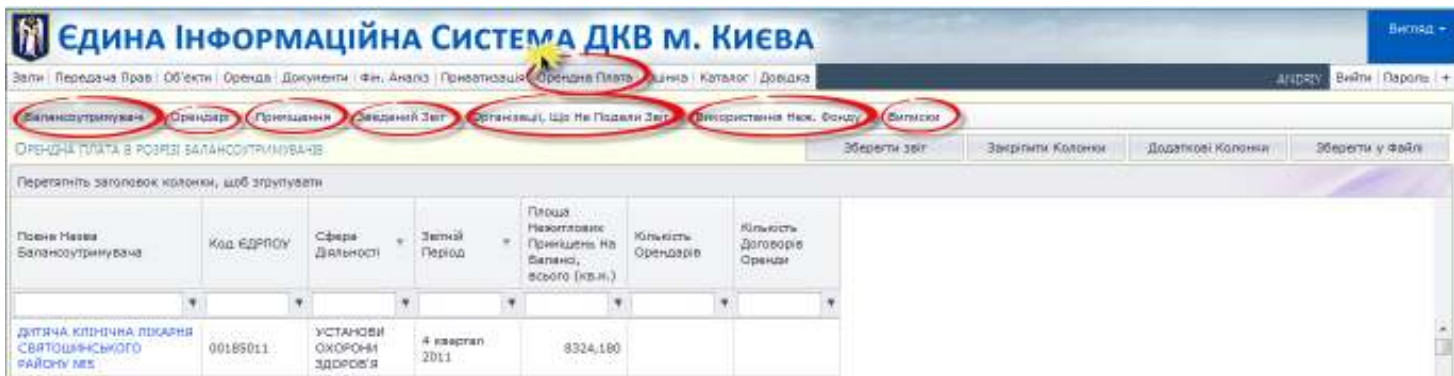 Єдина Інформаційна Система ДКВ м. Києва
Вигляд
Звіти Передача Прав Об'єкти Оренда Документи Фін. Аналіз Приватизація Орендна Плата Оцінка Каталог Довідка ANDRIY Вийти Пароль +
Балансоутримувачі Орендарі Приміщення Зведений Звіт Організації, Що Не Подали Звіт Використання Неж. Фонду Виписки
ОРЕНДНА ПЛАТА В РОЗРІЗІ БАЛАНСОУТРИМУВАЧІВ Зберегти звіт Закріпити Колонки Додаткові Колонки Зберегти у Файлі
Перетягніть заголовок колонки, щоб згрупувати
Повна Назва Балансоутримувача
Код ЄДРПОУ
Сфера Діяльності
Звітній Період
Площа Нежитлових Приміщень На Балансі, всього (кв.м.)
Кількість Орендарів
Кількість Договорів Оренди
ДИТЯЧА КЛІНІЧНА ЛІКАРНЯ СВЯТОШИНСЬКОГО РАЙОНУ №5
00185011
УСТАНОВИ ОХОРОНИ ЗДОРОВ'Я
4 квартал 2011
8324,180